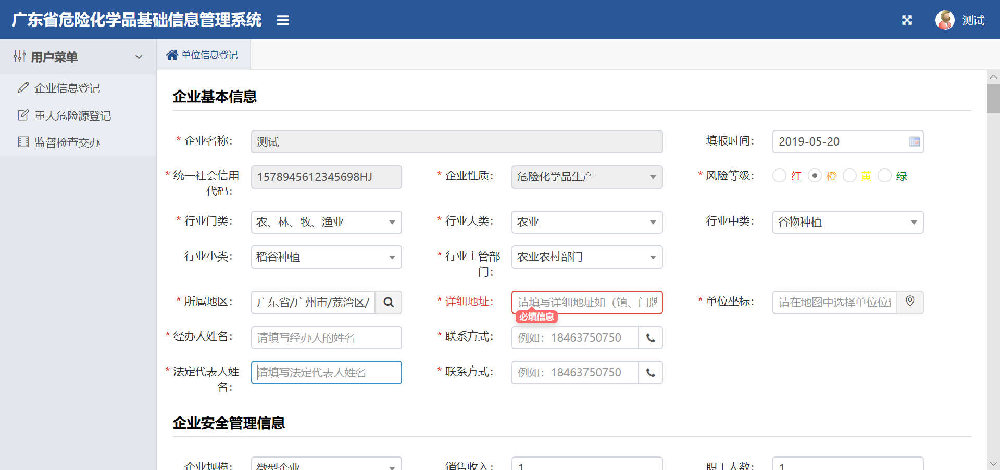 广东省危险化学品基础信息管理系统
测试
用户菜单
单位信息登记
企业信息登记
重大危险源登记
监督检查交办
企业基本信息
* 企业名称： 测试 填报时间： 2019-05-20
* 统一社会信用代码： 1578945612345698HJ * 企业性质： 危险化学品生产 * 风险等级： 红 橙 黄 绿
* 行业门类： 农、林、牧、渔业 * 行业大类： 农业 行业中类： 谷物种植
行业小类： 稻谷种植 * 行业主管部门： 农业农村部门
* 所属地区： 广东省/广州市/荔湾区/ * 详细地址： 请填写详细地址如（镇、门牌 * 单位坐标： 请在地图中选择单位位
必填信息
* 经办人姓名： 请填写经办人的姓名 * 联系方式： 例如：18463750750
* 法定代表人姓名： 请填写法定代表人姓名 * 联系方式： 例如：18463750750
企业安全管理信息
企业规模： 微型企业 销售收入： 1 职工人数： 1